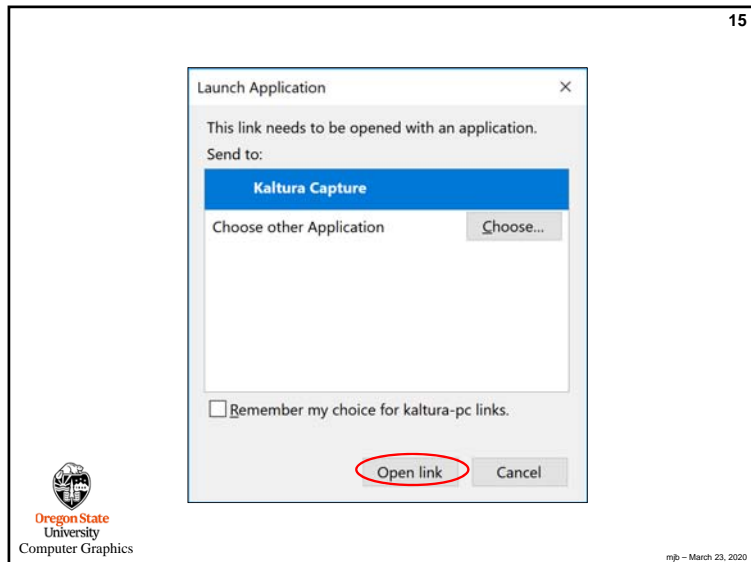 15
Launch Application
This link needs to be opened with an application.
Send to:
Kaltura Capture
Choose other Application
Choose...
Remember my choice for kaltura-pc links.
Open link
Cancel
Oregon State
University
Computer Graphics
mjb – March 23, 2020